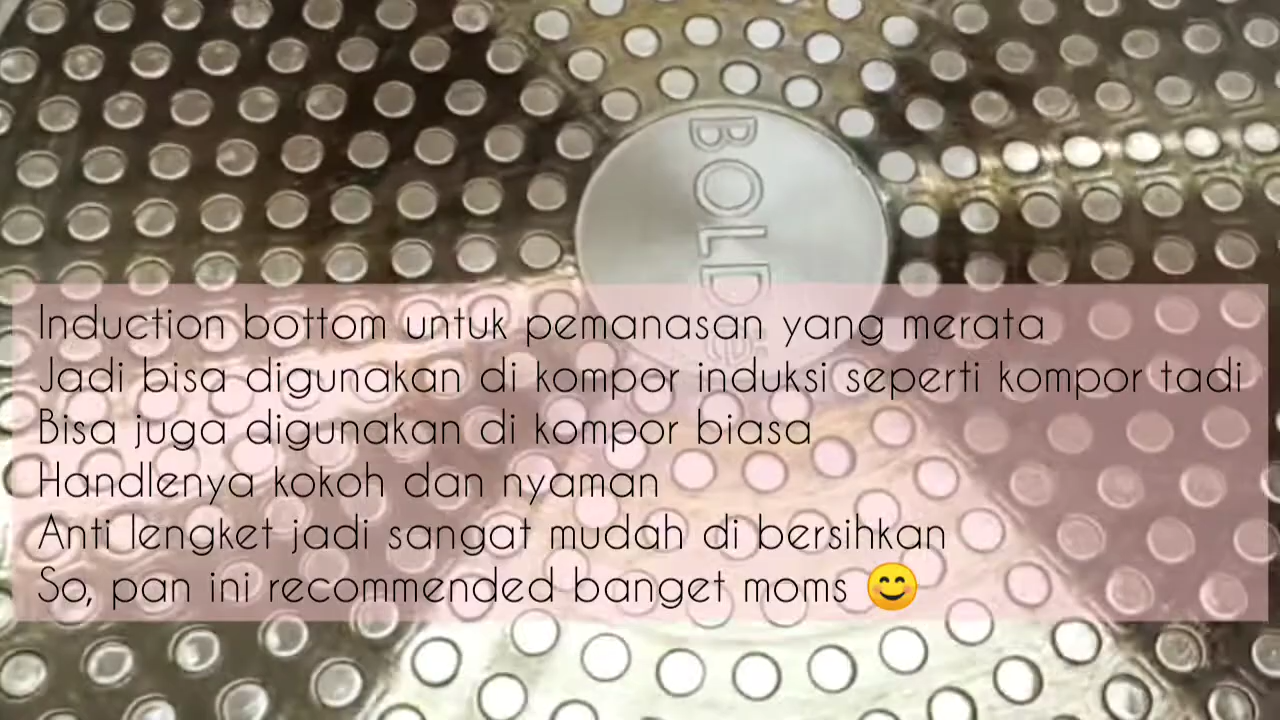 BOLDe
Induction bottom untuk pemanasan yang merata
Jadi bisa digunakan di kompor induksi seperti kompor tadi
Bisa juga digunakan di kompor biasa
Handlenya kokoh dan nyaman
Anti lengket jadi sangat mudah di bersihkan
So, pan ini recommended banget moms 😊